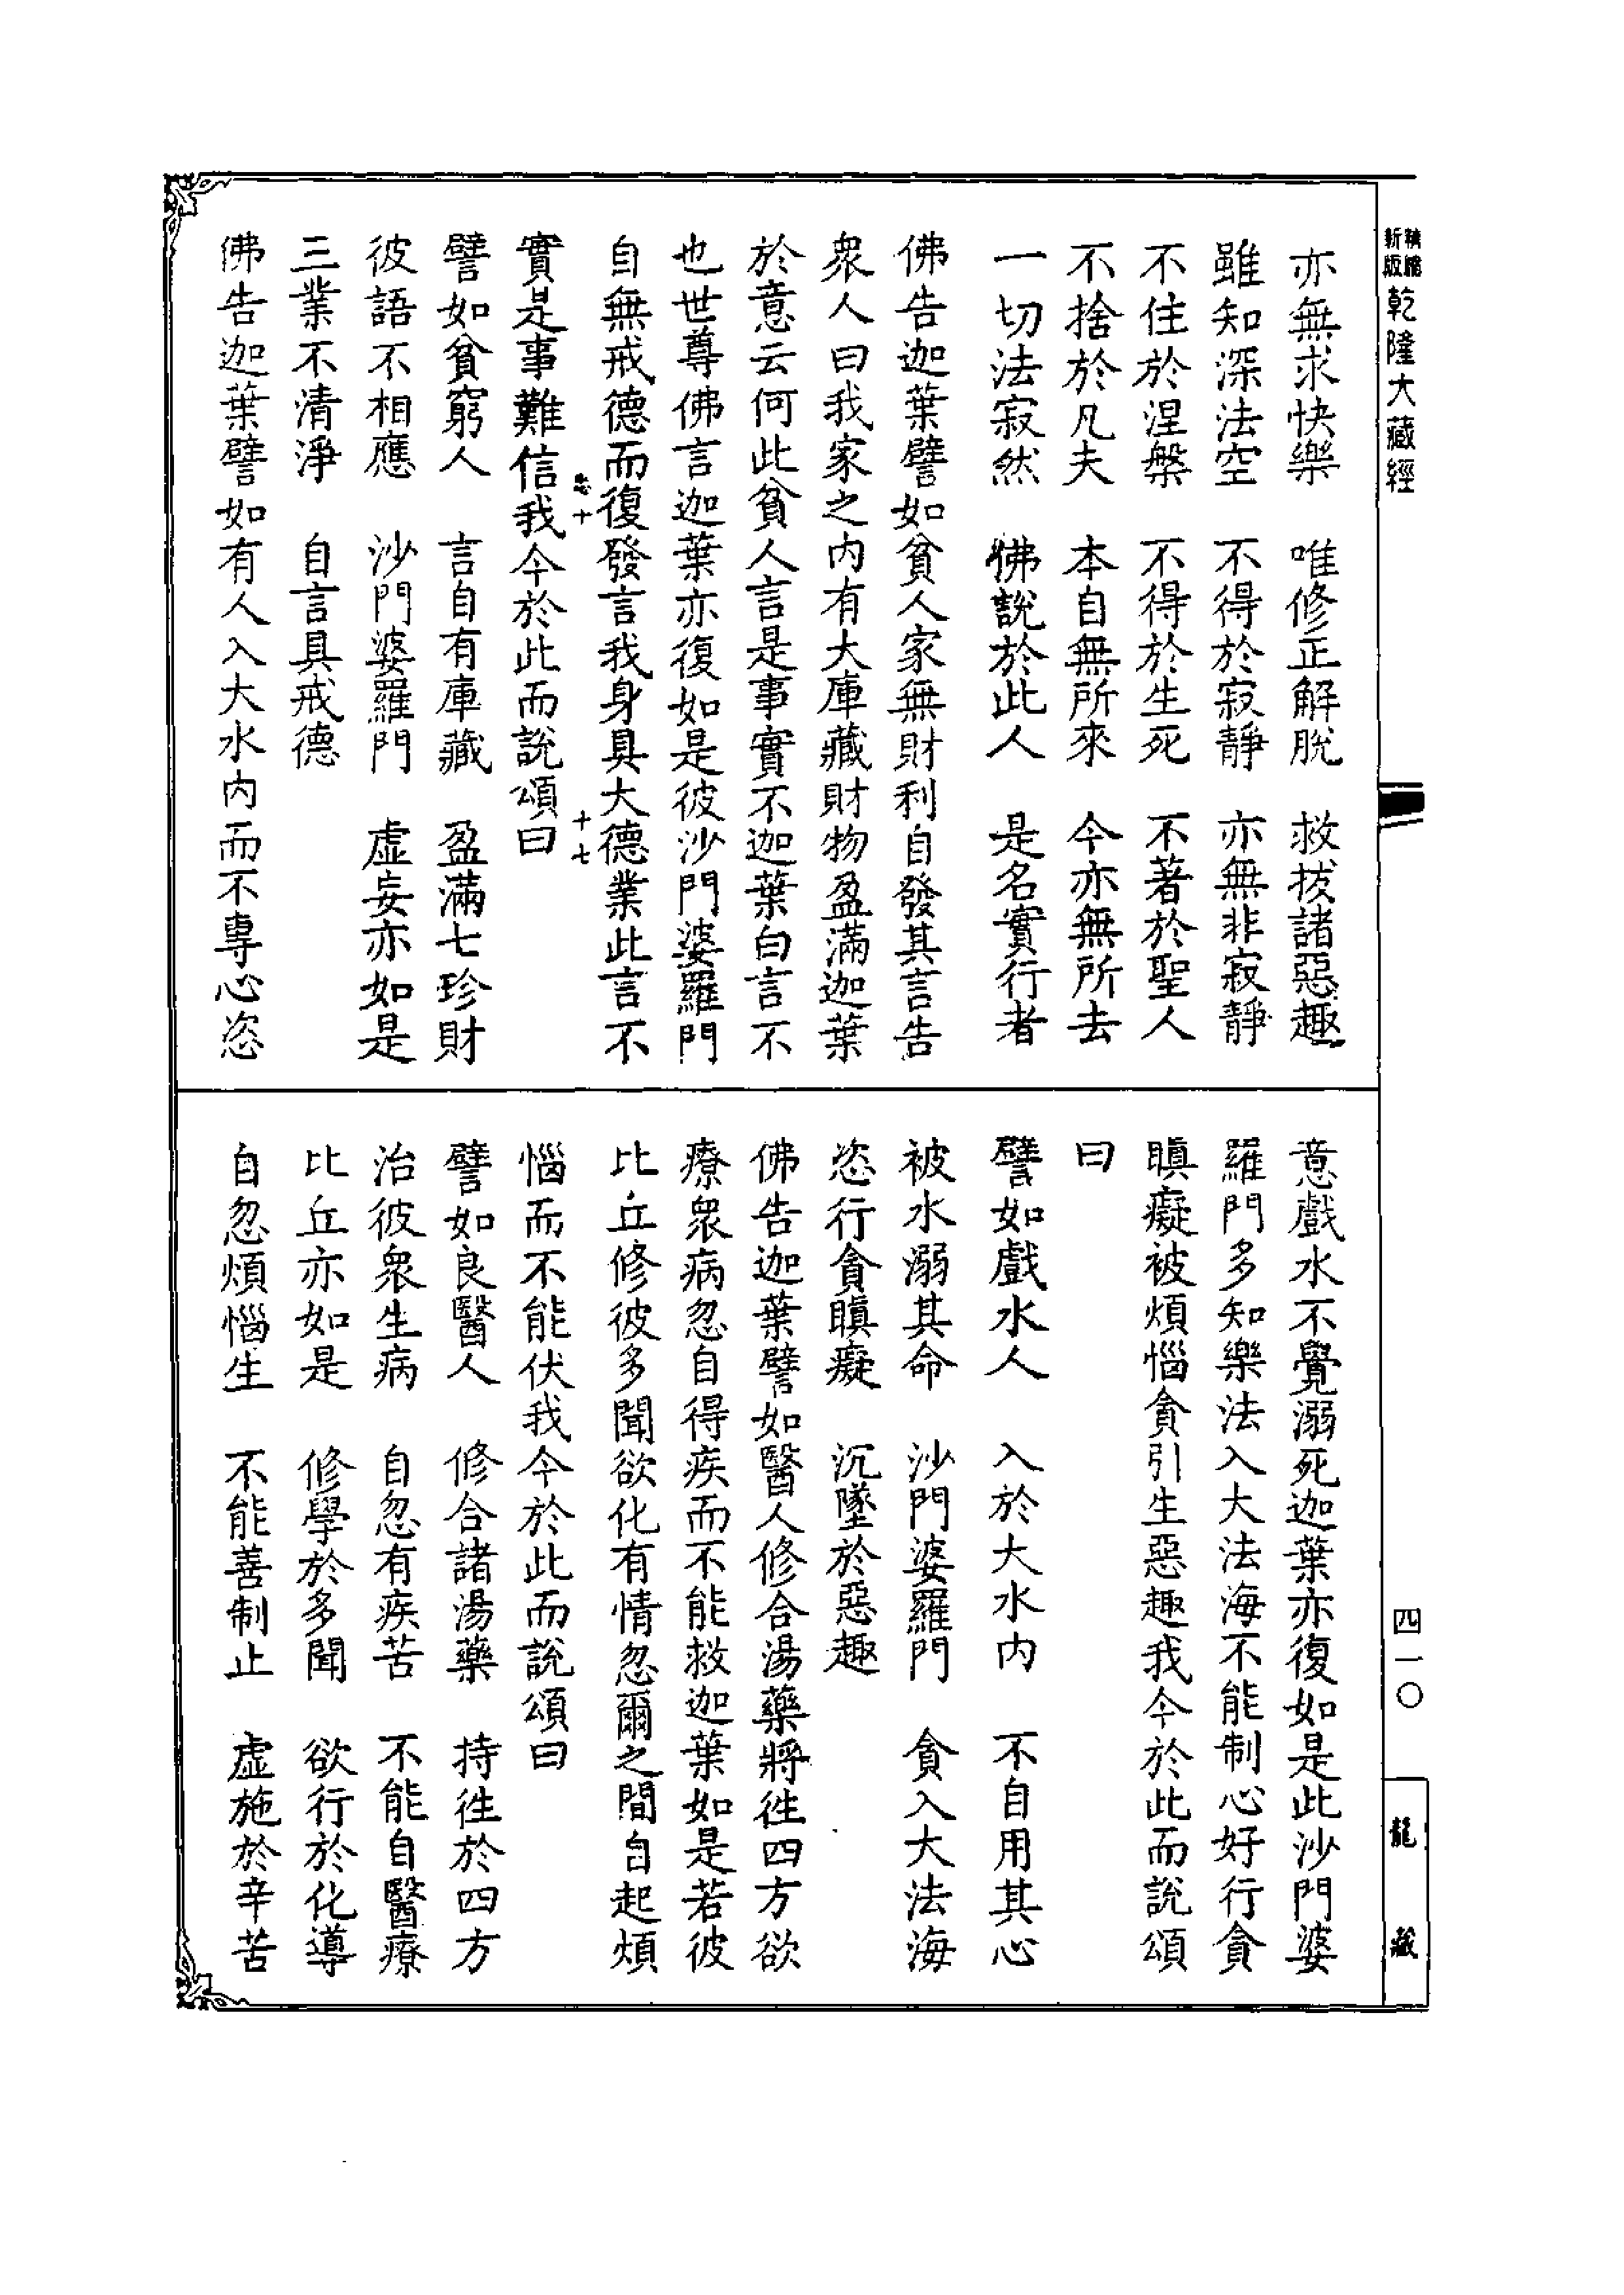 精縮
新版
乾隆大藏經
亦無求快樂　唯修正解脫　救拔諸惡趣
雖知深法空　不得於寂靜　亦無非寂靜
不住於涅槃　不得於生死　不著於聖人
不捨於凡夫　本自無所來　今亦無所去
一切法寂然　佛說於此人　是名實行者
佛告迦葉譬如貧人家無財利自發其言告
衆人曰我家之內有大庫藏財物盈滿迦葉
於意云何此貧人言是事實不迦葉白言不
也世尊佛言迦葉亦復如是彼沙門婆羅門
自無戒德而復發言我身具大德業此言不
十七
實是事難信我今於此而說頌曰
譬如貧窮人　言自有庫藏　盈滿七珍財
彼語不相應　沙門婆羅門　虛妄亦如是
三業不清淨　自言具戒德
佛告迦葉譬如有人入大水內而不專心恣
意戲水不覺溺死迦葉亦復如是此沙門婆
羅門多知樂法入大法海不能制心好行貪
瞋癡被煩惱貪引生惡趣我今於此而說頌
曰
譬如戲水人　入於大水內　不自用其心
被水溺其命　沙門婆羅門　貪入大法海
恣行貪瞋癡　沉墜於惡趣
佛告迦葉譬如醫人修合湯藥將往四方欲
療衆病忽自得疾而不能救迦葉如是若彼
比丘修彼多聞欲化有情忽爾之間自起煩
惱而不能伏我今於此而說頌曰
譬如良醫人　修合諸湯藥　持往於四方
治彼衆生病　自忽有疾苦　不能自醫療
比丘亦如是　修學於多聞　欲行於化導
自忽煩惱生　不能善制止　虛施於辛苦
四一〇
龍藏